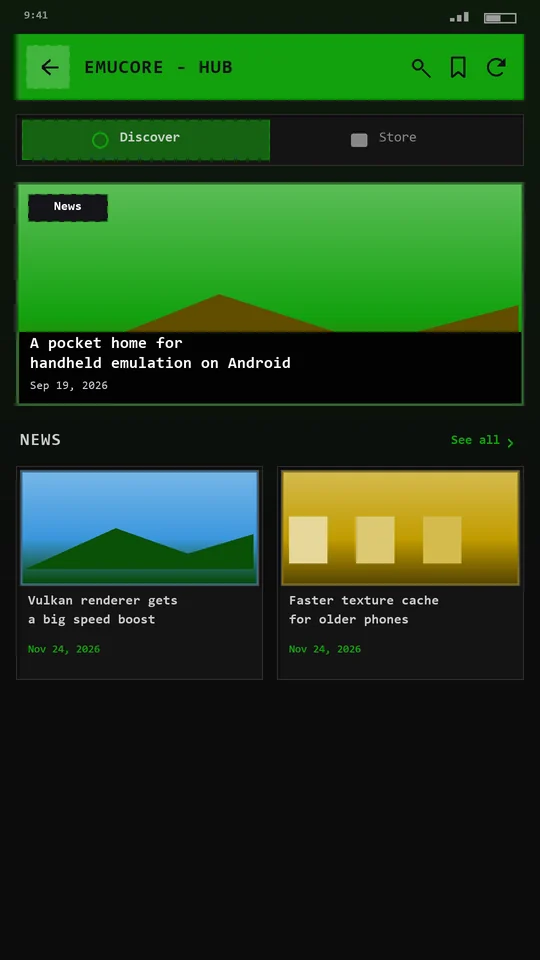 9:41
EMUCORE - HUB
Discover
Store
News
A pocket home for
handheld emulation on Android
Sep 19, 2026
NEWS
See all
Vulkan renderer gets
a big speed boost
Nov 24, 2026
Faster texture cache
for older phones
Nov 24, 2026